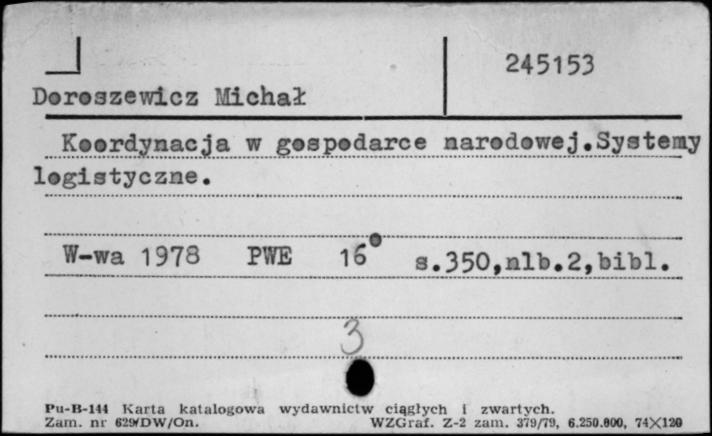 245153
Doroszewicz Michał
Koordynacja w gospodarce narodowej.Systemy
logistyczne.
W-wa 1978 PWE 16° s.350,nlb.2,bibl.
3
Pu-B-144 Karta katalogowa wydawnictw ciągłych i zwartych.
Zam. nr 629/DW/On. WZGraf. Z-2 zam. 379/79, 6.250.000, 74X120